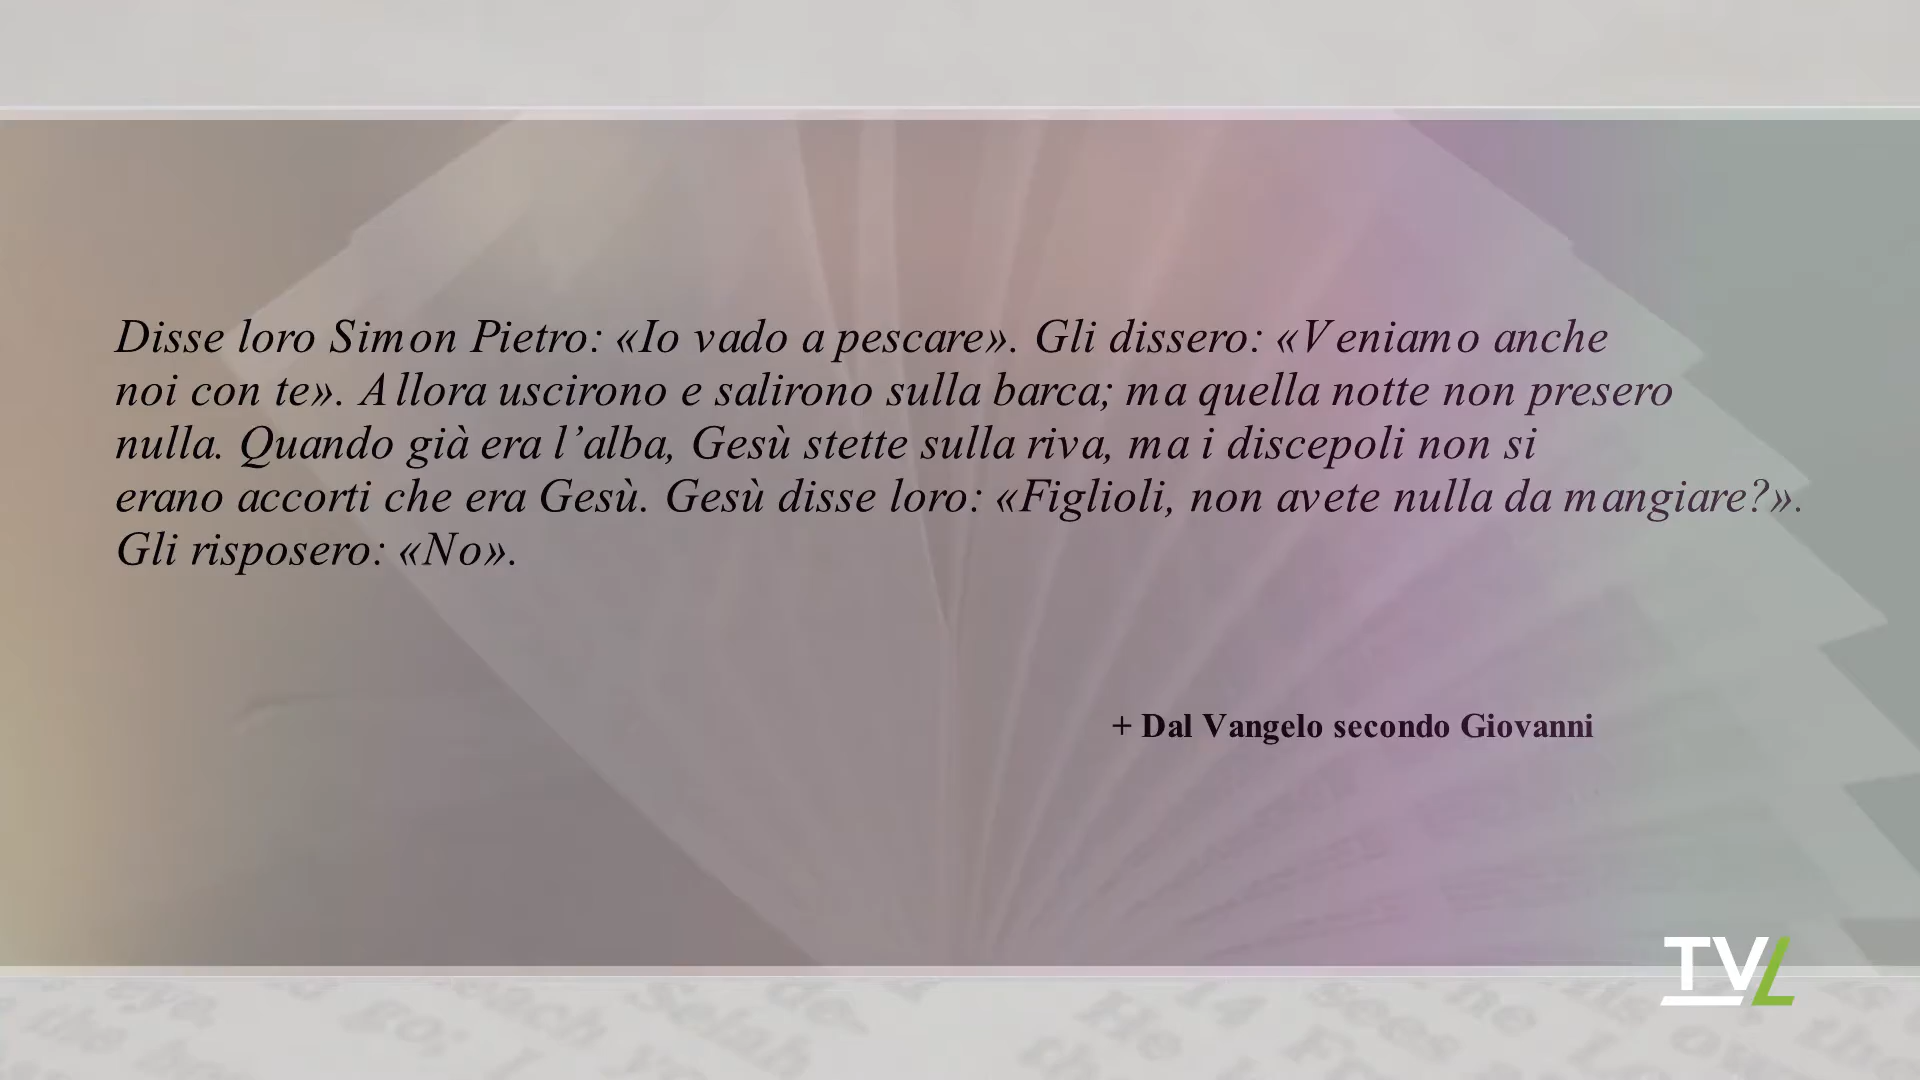 Disse loro Simon Pietro: «Io vado a pescare». Gli dissero: «Veniamo anche
noi con te». Allora uscirono e salirono sulla barca; ma quella notte non presero
nulla. Quando già era l’alba, Gesù stette sulla riva, ma i discepoli non si
erano accorti che era Gesù. Gesù disse loro: «Figlioli, non avete nulla da mangiare?».
Gli risposero: «No».
+ Dal Vangelo secondo Giovanni
TVL